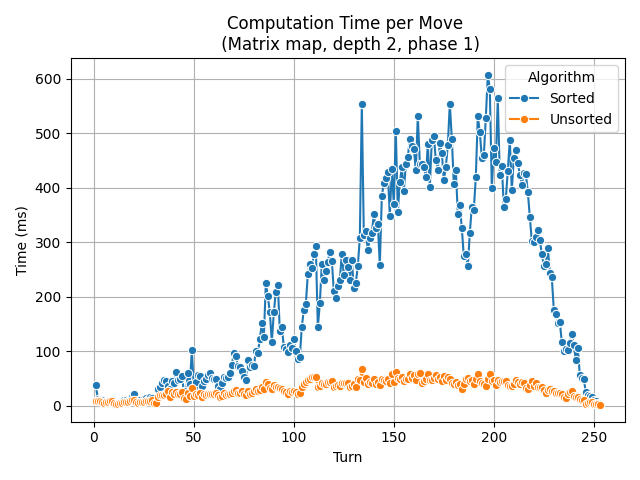 Computation Time per Move
(Matrix map, depth 2, phase 1)
Algorithm
Sorted
Unsorted
Time (ms)
600
500
400
300
200
100
0
0
50
100
150
200
250
Turn